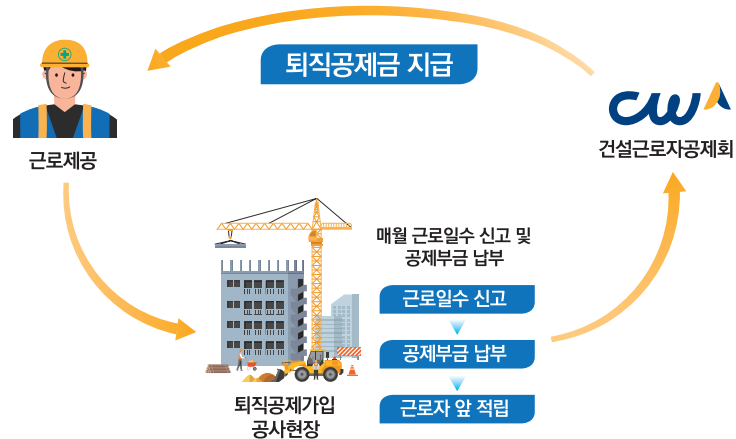 퇴직공제금 지급
cw
근로제공
건설근로자공제회
매월 근로일수 신고 및
공제부금 납부
근로일수 신고
공제부금 납부
근로자 앞 적립
퇴직공제가입
공사현장